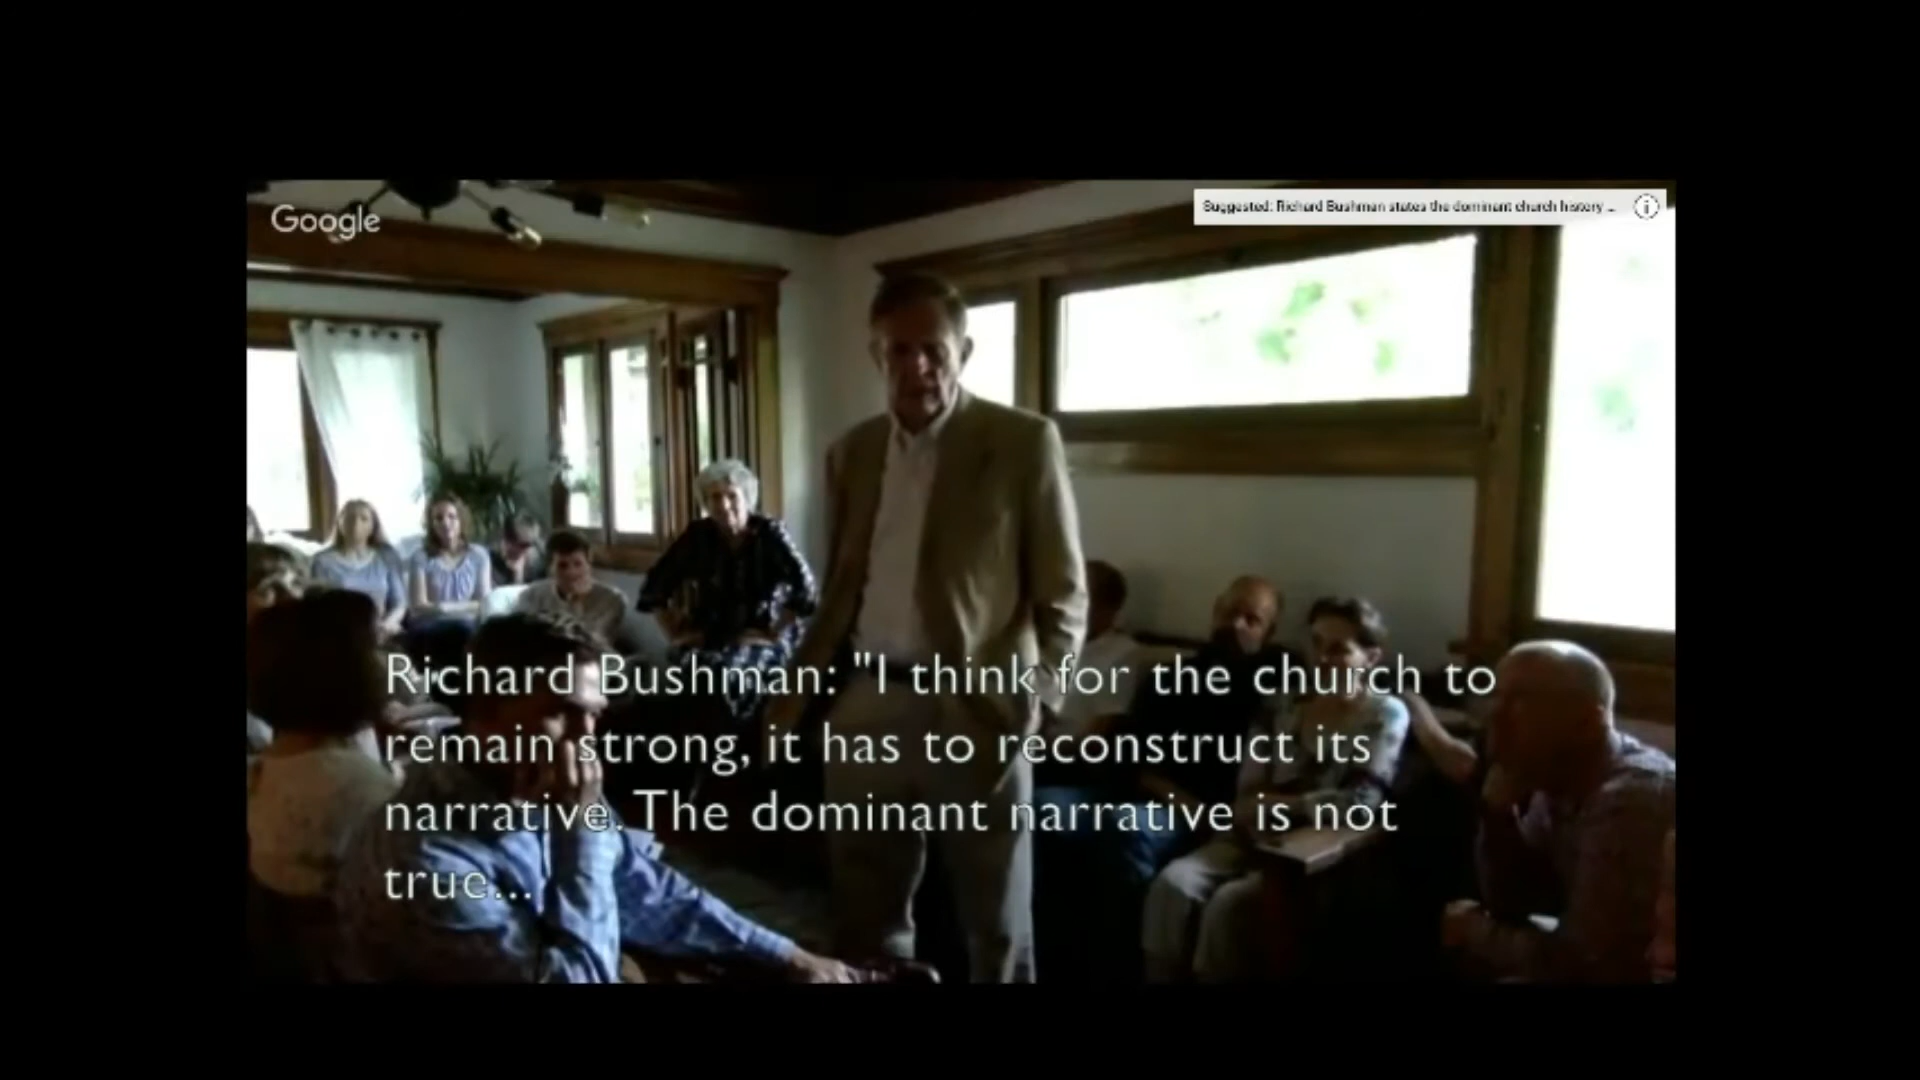 Google
Suggested: Richard Bushman states the dominant church history ...
Richard Bushman: "I think for the church to
remain strong, it has to reconstruct its
narrative. The dominant narrative is not
true...